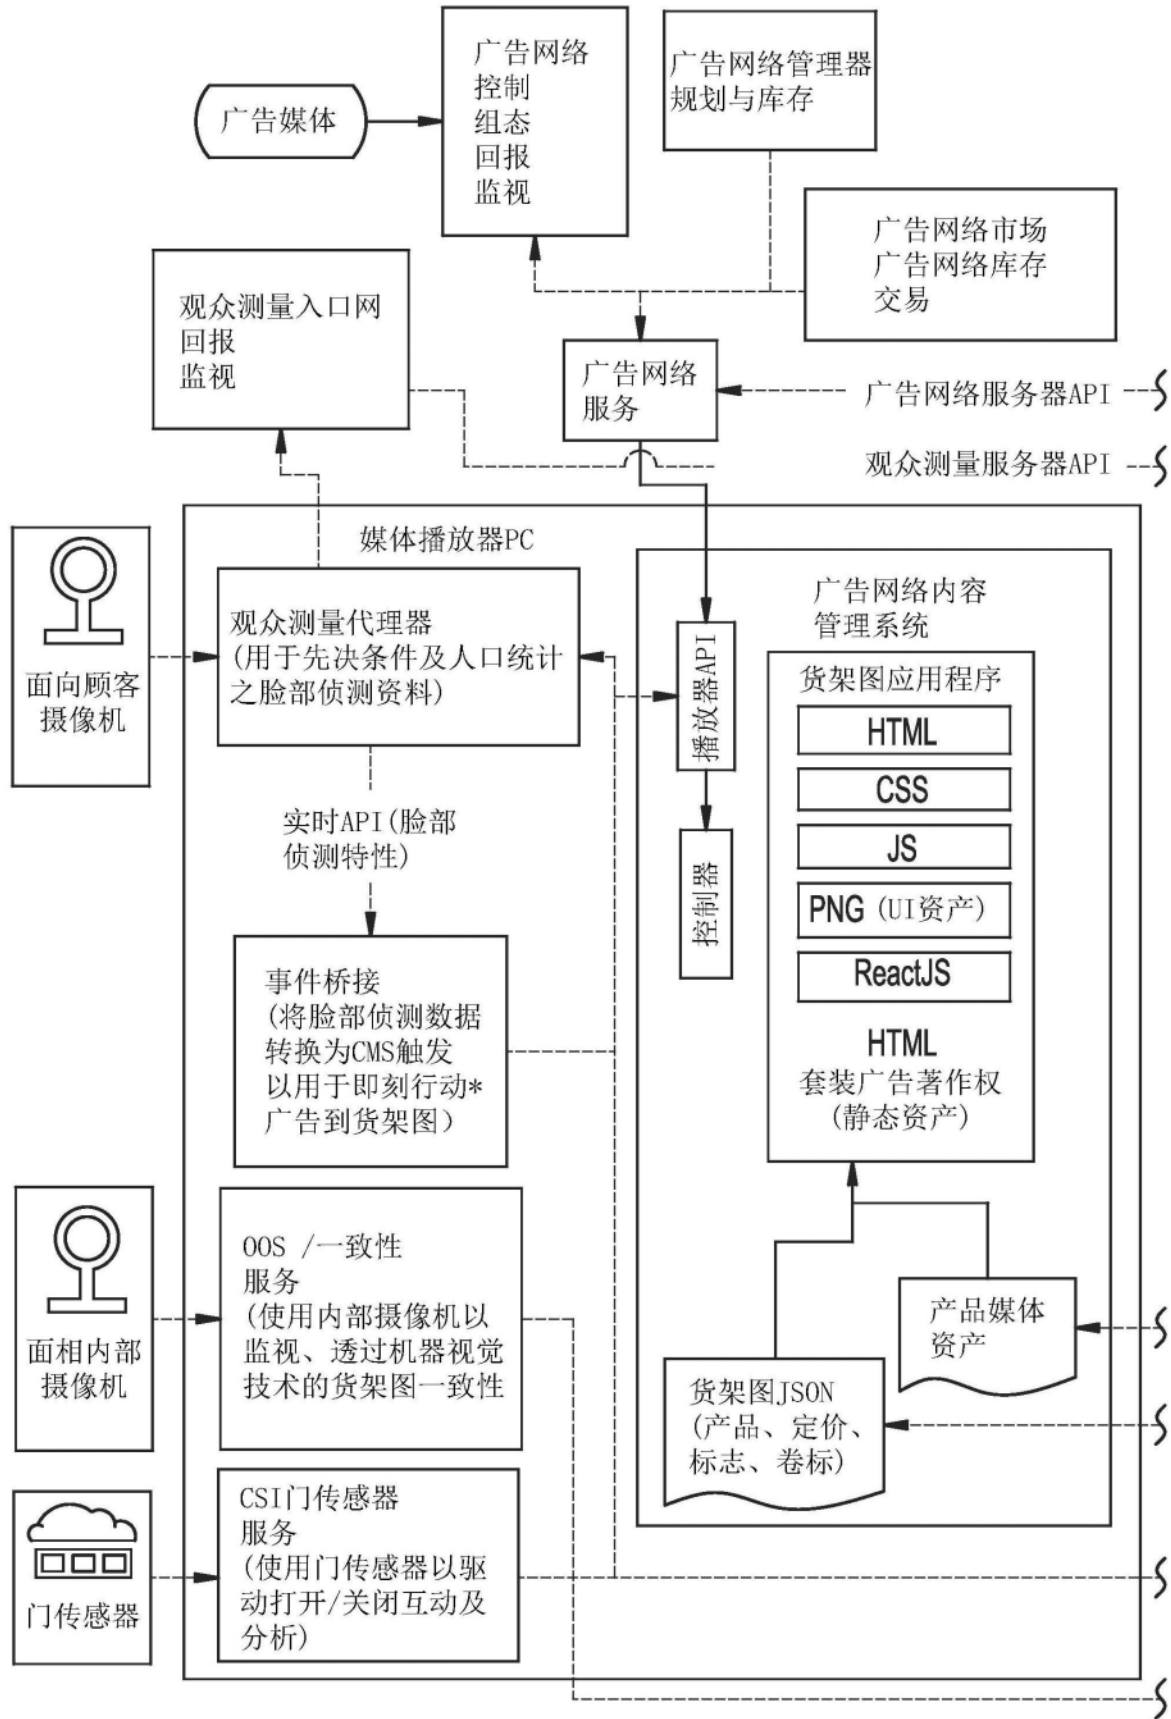 广告网络
控制
组态
回报
监视
广告网络管理器
规划与库存
广告媒体
广告网络市场
广告网络库存
交易
观众测量入口网
回报
监视
广告网络
服务
广告网络服务器API
观众测量服务器API
媒体播放器PC
面向顾客
摄像机
观众测量代理器
(用于先决条件及人口统计
之脸部侦测资料)
实时API(脸部
侦测特性)
事件桥接
(将脸部侦测数据
转换为CMS触发
以用于即刻行动*
广告到货架图)
播放器API
控制器
广告网络内容
管理系统
货架图应用程序
HTML
CSS
JS
PNG (UI资产)
ReactJS
HTML
套装广告著作权
(静态资产)
面相内部
摄像机
OOS /一致性
服务
(使用内部摄像机以
监视、透过机器视觉
技术的货架图一致性
产品媒体
资产
货架图JSON
(产品、定价、
标志、卷标)
门传感器
CSI门传感器
服务
(使用门传感器以驱
动打开/关闭互动及
分析)